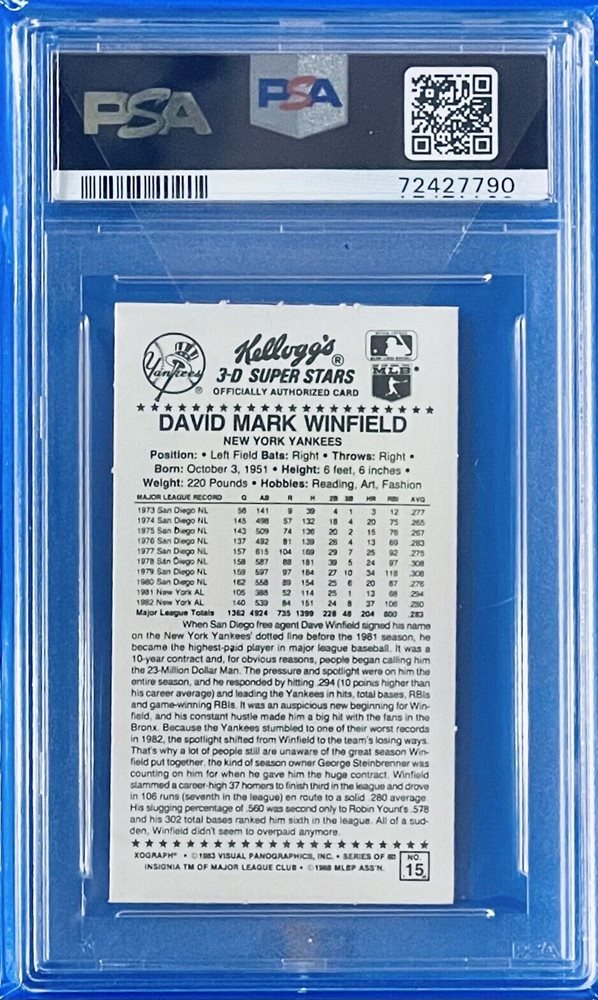 PSA PSA
72427790
Yankees Kellogg's ®
3-D SUPER STARS MLB
OFFICIALLY AUTHORIZED CARD
DAVID MARK WINFIELD
NEW YORK YANKEES
Position: • Left Field Bats: Right • Throws: Right •
Born: October 3, 1951 • Height: 6 feet, 6 inches •
Weight: 220 Pounds • Hobbies: Reading, Art, Fashion
MAJOR LEAGUE RECORD G AB R H 2B 3B HR RBI AVG
1973 San Diego NL 56 141 9 39 4 1 3 12 .277
1974 San Diego NL 145 498 57 132 18 4 20 75 .265
1975 San Diego NL 143 509 74 136 20 2 15 76 .267
1976 San Diego NL 137 492 81 139 26 4 13 69 .283
1977 San Diego NL 157 615 104 169 29 7 25 92 .275
1978 San Diego NL 158 587 88 181 39 5 24 97 .308
1979 San Diego NL 159 597 97 184 27 10 34 118 .308
1980 San Diego NL 162 558 89 154 25 6 20 87 .276
1981 New York AL 105 388 52 114 25 1 13 68 .294
1982 New York AL 140 539 84 151 24 8 37 106 .280
Major League Totals 1362 4924 735 1399 228 48 204 800 .283
When San Diego free agent Dave Winfield signed his name
on the New York Yankees' dotted line before the 1981 season, he
became the highest-paid player in major league baseball. It was a
10-year contract and, for obvious reasons, people began calling him
the 23-Million Dollar Man. The pressure and spotlight were on him the
entire season, and he responded by hitting .294 (10 points higher than
his career average) and leading the Yankees in hits, total bases, RBIs
and game-winning RBIs. It was an auspicious new beginning for Win-
field, and his constant hustle made him a big hit with the fans in the
Bronx. Because the Yankees stumbled to one of their worst records
in 1982, the spotlight shifted from Winfield to the team's losing ways.
That's why a lot of people still are unaware of the great season Win-
field put together, the kind of season owner George Steinbrenner was
counting on him for when he gave him the huge contract. Winfield
slammed a career-high 37 homers to finish third in the league and drove
in 106 runs (seventh in the league) en route to a solid .280 average.
His slugging percentage of .560 was second only to Robin Yount's .578
and his 302 total bases ranked him sixth in the league. All of a sud-
den, Winfield didn't seem to overpaid anymore.
XOGRAPH® • © 1983 VISUAL PANOGRAPHICS, INC. • SERIES OF 60 NO.
INSIGNIA TM OF MAJOR LEAGUE CLUB • © MLBP ASS'N. 15
PSA